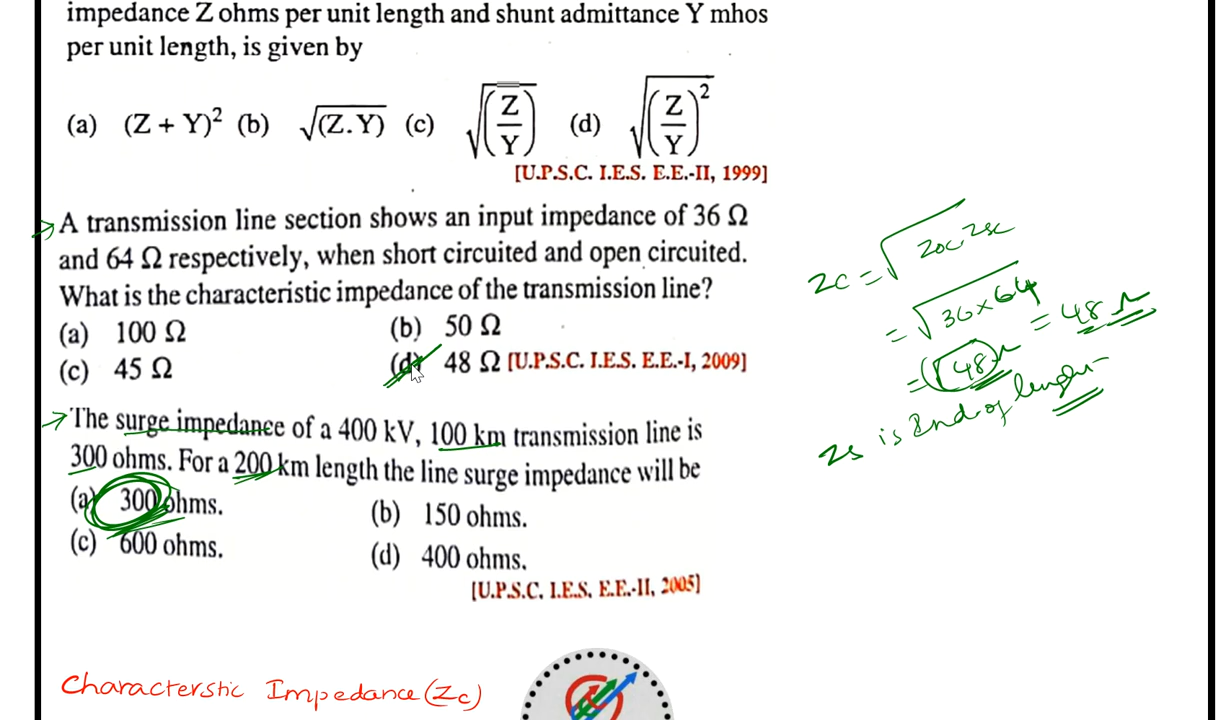 impedance Z ohms per unit length and shunt admittance Y mhos
per unit length, is given by
(a) (Z + Y)² (b) √(Z.Y) (c) √(Z/Y) (d) √(Z/Y)²
[U.P.S.C. I.E.S. E.E.-II, 1999]
A transmission line section shows an input impedance of 36 Ω
and 64 Ω respectively, when short circuited and open circuited.
What is the characteristic impedance of the transmission line?
(a) 100 Ω (b) 50 Ω
(c) 45 Ω (d) 48 Ω [U.P.S.C. I.E.S. E.E.-I, 2009]
The surge impedance of a 400 kV, 100 km transmission line is
300 ohms. For a 200 km length the line surge impedance will be
(a) 300 ohms. (b) 150 ohms.
(c) 600 ohms. (d) 400 ohms.
[U.P.S.C. I.E.S. E.E.-II, 2005]
Zc = √Zoc Zsc
= √36×64 = 48 Ω
= (√48 Ω
Zs is Ind. of length
Characterstic Impedance (Zc)